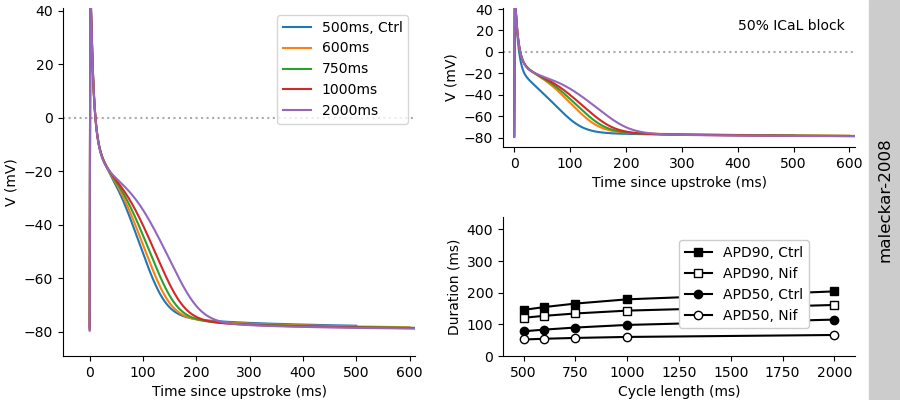 40
20
0
−20
−40
−60
−80
V (mV)
0 100 200 300 400 500 600
Time since upstroke (ms)
500ms, Ctrl
600ms
750ms
1000ms
2000ms
40
20
0
−20
−40
−60
−80
V (mV)
0 100 200 300 400 500 600
Time since upstroke (ms)
50% ICaL block
400
300
200
100
0
Duration (ms)
500 750 1000 1250 1500 1750 2000
Cycle length (ms)
APD90, Ctrl
APD90, Nif
APD50, Ctrl
APD50, Nif
maleckar-2008